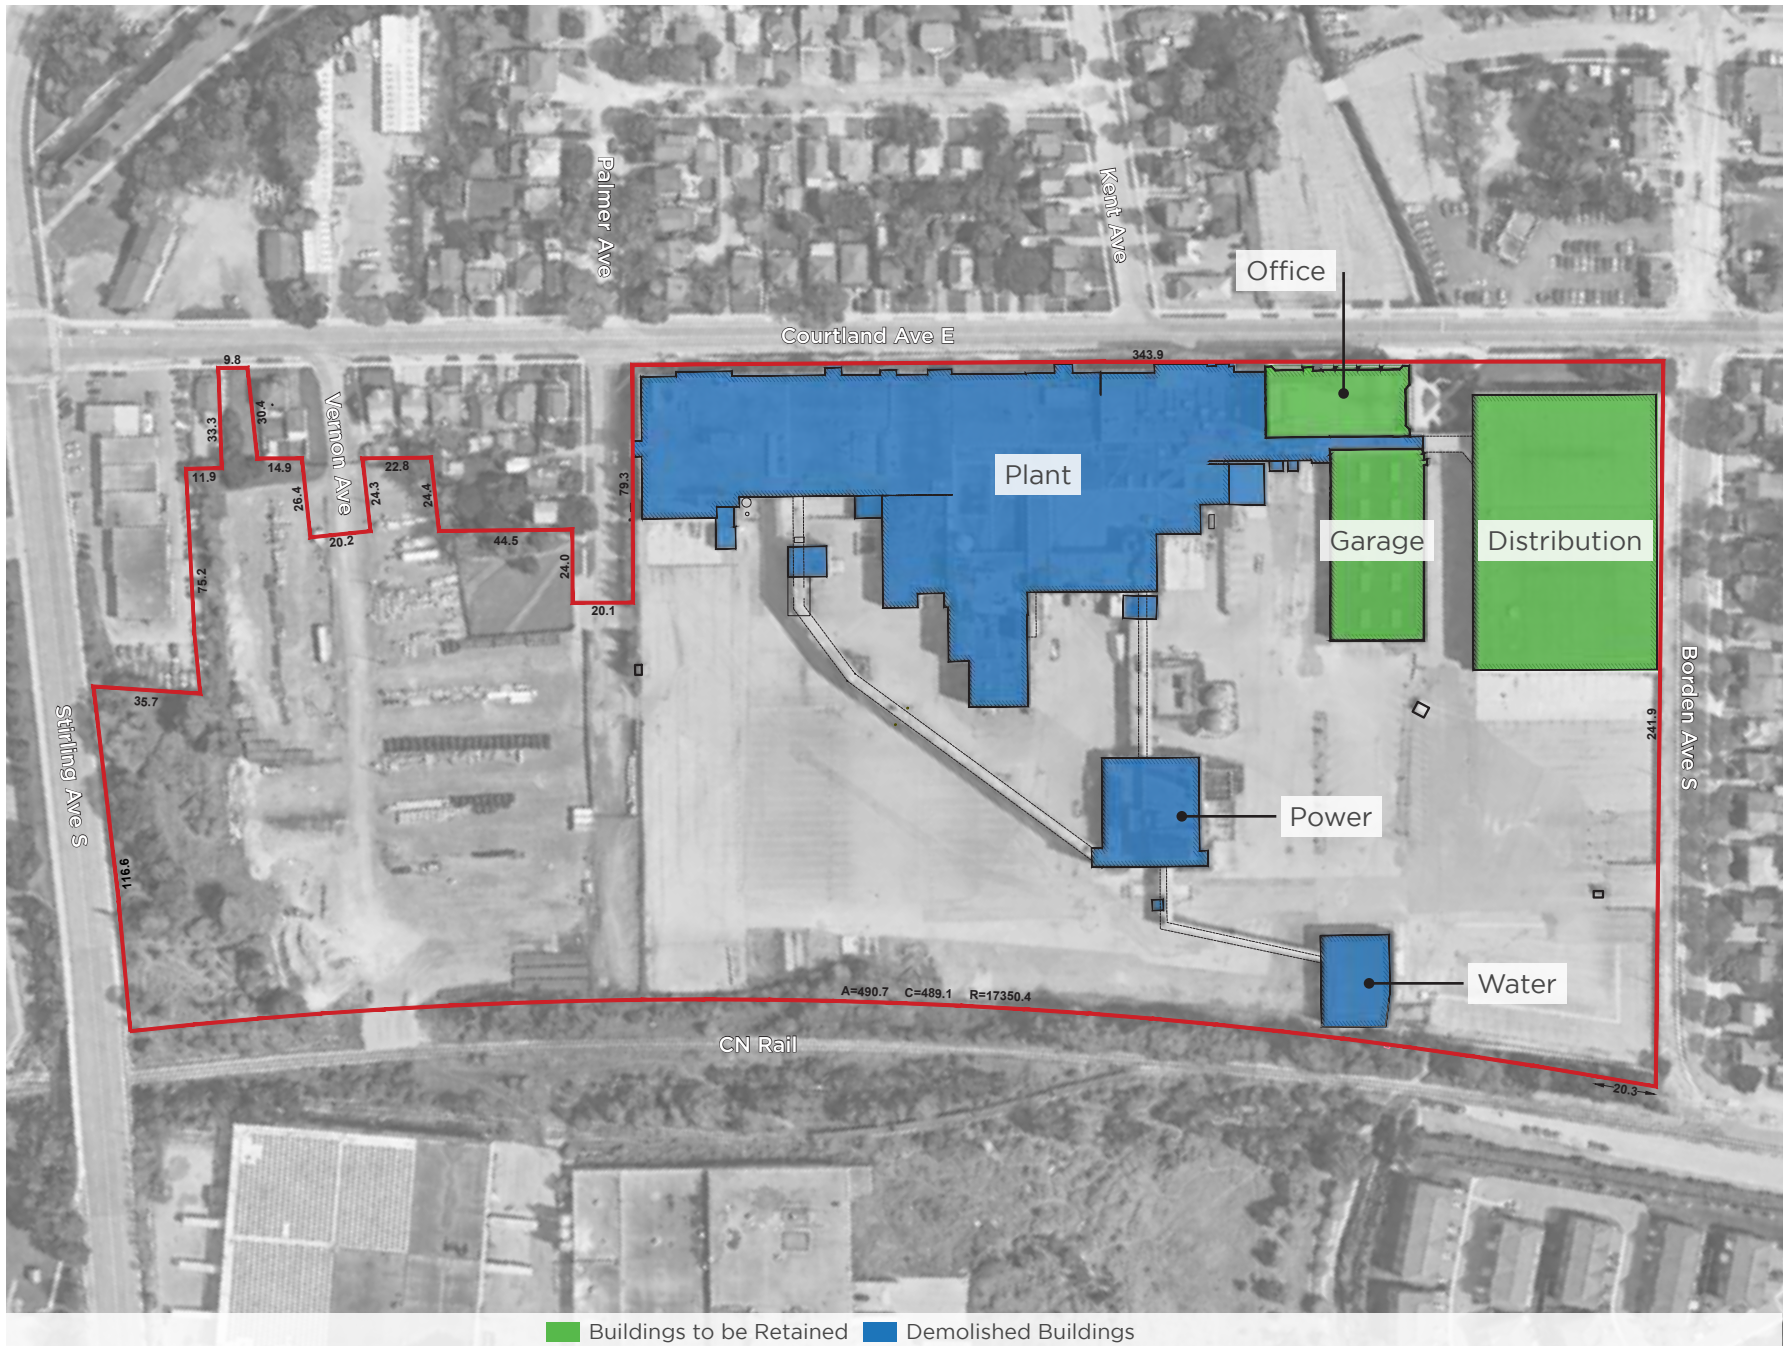 Palmer Ave
Kent Ave
Office
Courtland Ave E
343.9
9.8
33.3
30.4
Vernon Ave
11.9
14.9
26.4
20.2
24.3
22.8
24.4
44.5
24.0
20.1
79.3
75.2
35.7
Plant
Garage
Distribution
Stirling Ave S
Borden Ave S
241.9
116.6
Power
Water
A=490.7 C=489.1 R=17350.4
CN Rail
20.3
Buildings to be Retained
Demolished Buildings